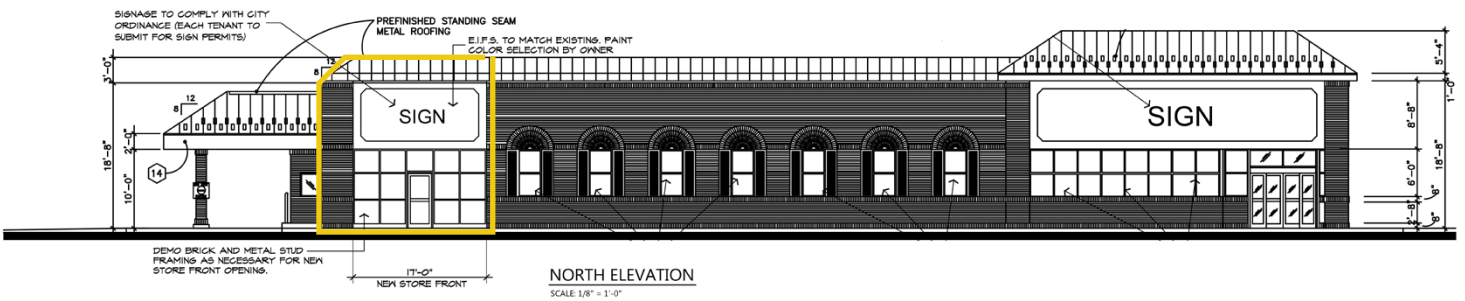 SIGNAGE TO COMPLY WITH CITY
ORDINANCE (EACH TENANT TO
SUBMIT FOR SIGN PERMITS)
PREFINISHED STANDING SEAM
METAL ROOFING
E.I.F.S. TO MATCH EXISTING. PAINT
COLOR SELECTION BY OWNER
12
8
12
8
3'-0"
18'-8"
2'-0"
10'-0"
14
SIGN
SIGN
5'-4"
1'-0"
8'-8"
18'-8"
6'-0"
8"
2'-8"
8"
DEMO BRICK AND METAL STUD
FRAMING AS NECESSARY FOR NEW
STORE FRONT OPENING.
17'-0"
NEW STORE FRONT
NORTH ELEVATION
SCALE: 1/8" = 1'-0"